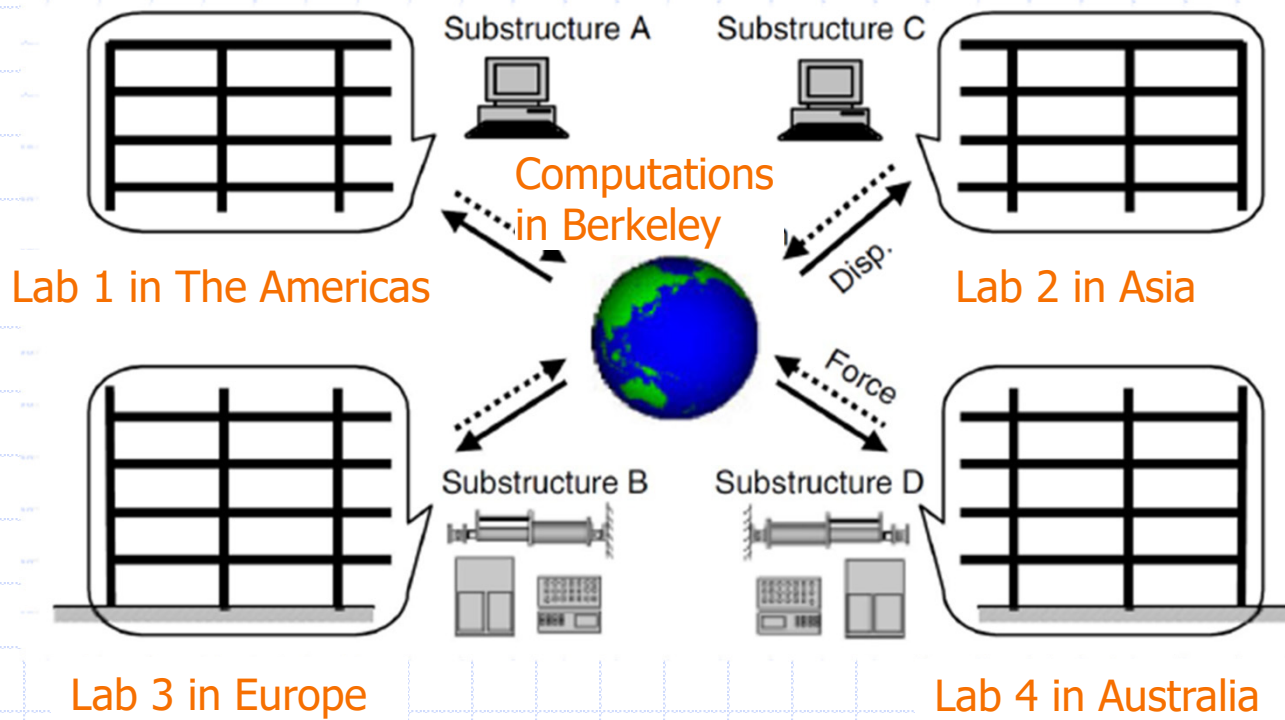 Substructure A
Substructure C
Computations
in Berkeley
Disp.
Lab 1 in The Americas
Lab 2 in Asia
Force
Substructure B
Substructure D
Lab 3 in Europe
Lab 4 in Australia